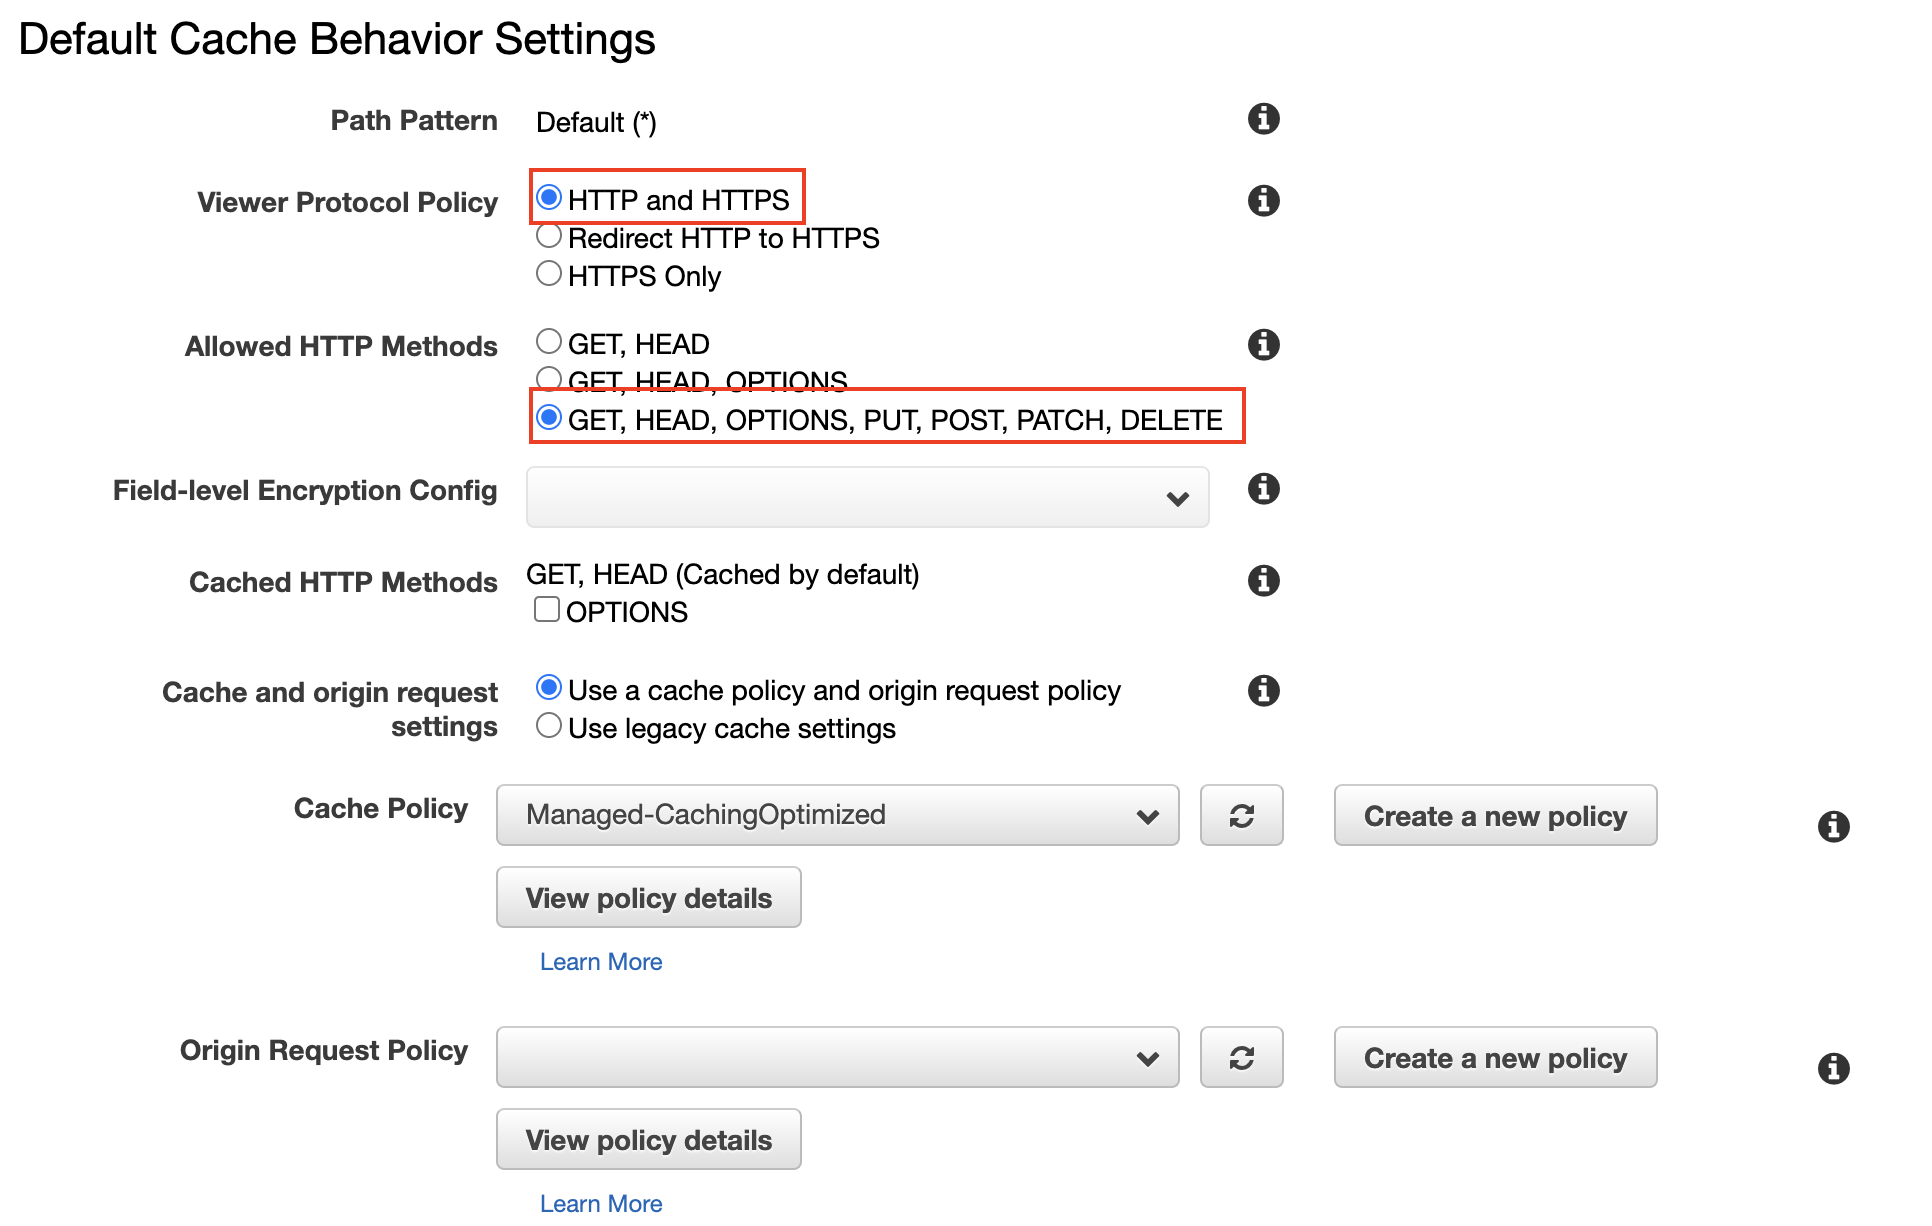 Default Cache Behavior Settings
Path Pattern Default (*)
Viewer Protocol Policy HTTP and HTTPS
Redirect HTTP to HTTPS
HTTPS Only
Allowed HTTP Methods GET, HEAD
GET, HEAD, OPTIONS
GET, HEAD, OPTIONS, PUT, POST, PATCH, DELETE
Field-level Encryption Config
Cached HTTP Methods GET, HEAD (Cached by default)
OPTIONS
Cache and origin request Use a cache policy and origin request policy
settings Use legacy cache settings
Cache Policy Managed-CachingOptimized Create a new policy
View policy details
Learn More
Origin Request Policy Create a new policy
View policy details
Learn More